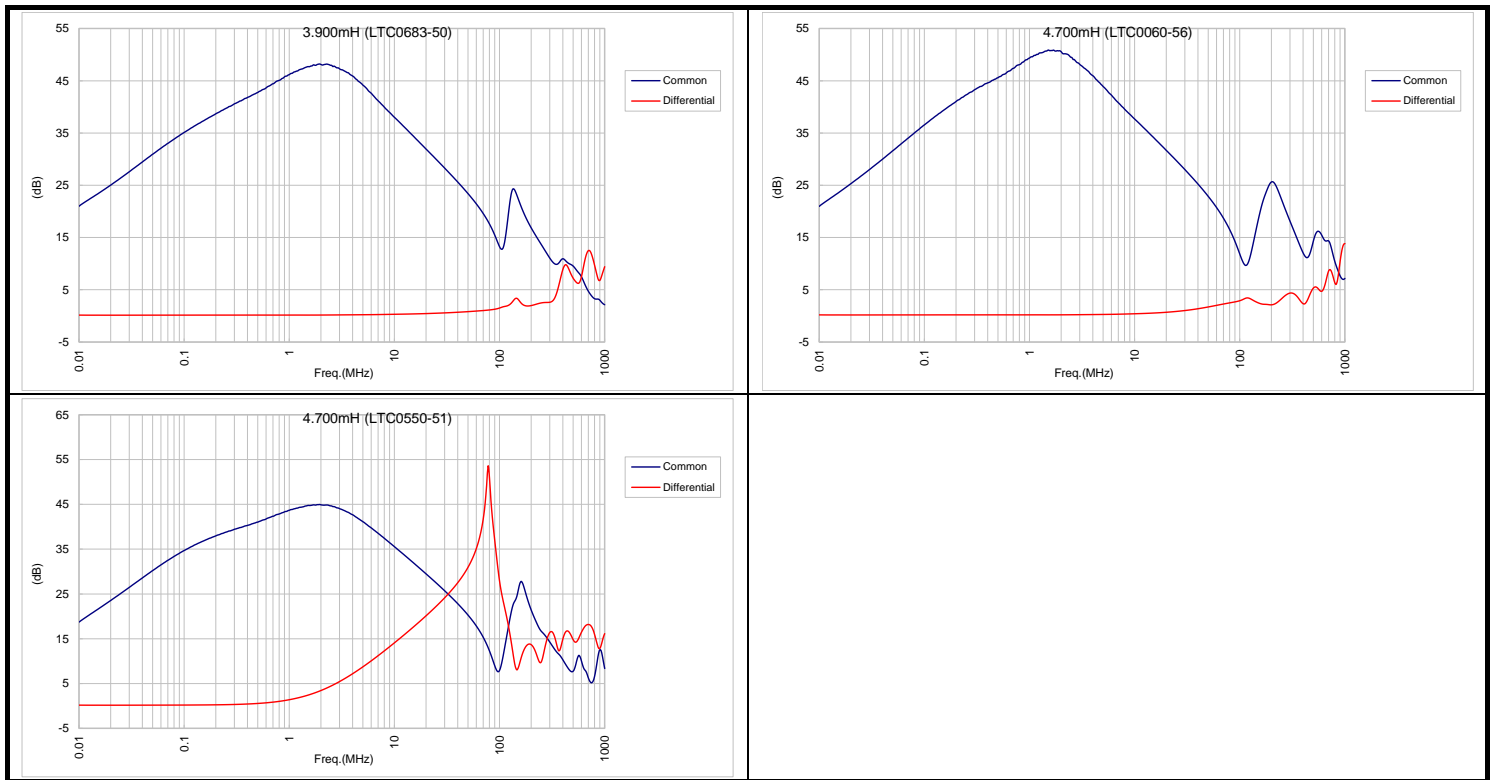 3.900mH (LTC0683-50)
55
45
35
25
15
5
-5
(dB)
0.01
0.1
1
10
100
1000
Freq.(MHz)
Common
Differential
4.700mH (LTC0060-56)
55
45
35
25
15
5
-5
(dB)
0.01
0.1
1
10
100
1000
Freq.(MHz)
Common
Differential
4.700mH (LTC0550-51)
65
55
45
35
25
15
5
-5
(dB)
0.01
0.1
1
10
100
1000
Freq.(MHz)
Common
Differential